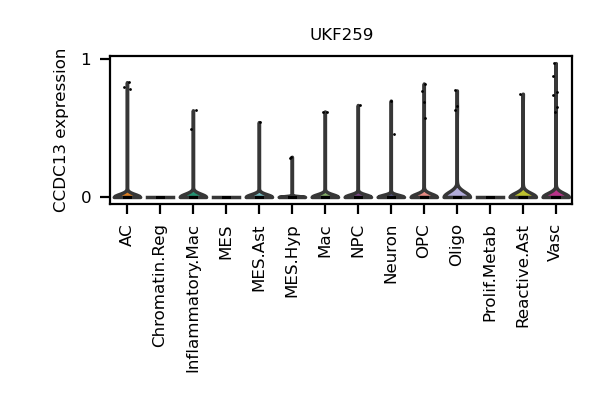 UKF259
CCDC13 expression
1
0
AC
Chromatin.Reg
Inflammatory.Mac
MES
MES.Ast
MES.Hyp
Mac
NPC
Neuron
OPC
Oligo
Prolif.Metab
Reactive.Ast
Vasc